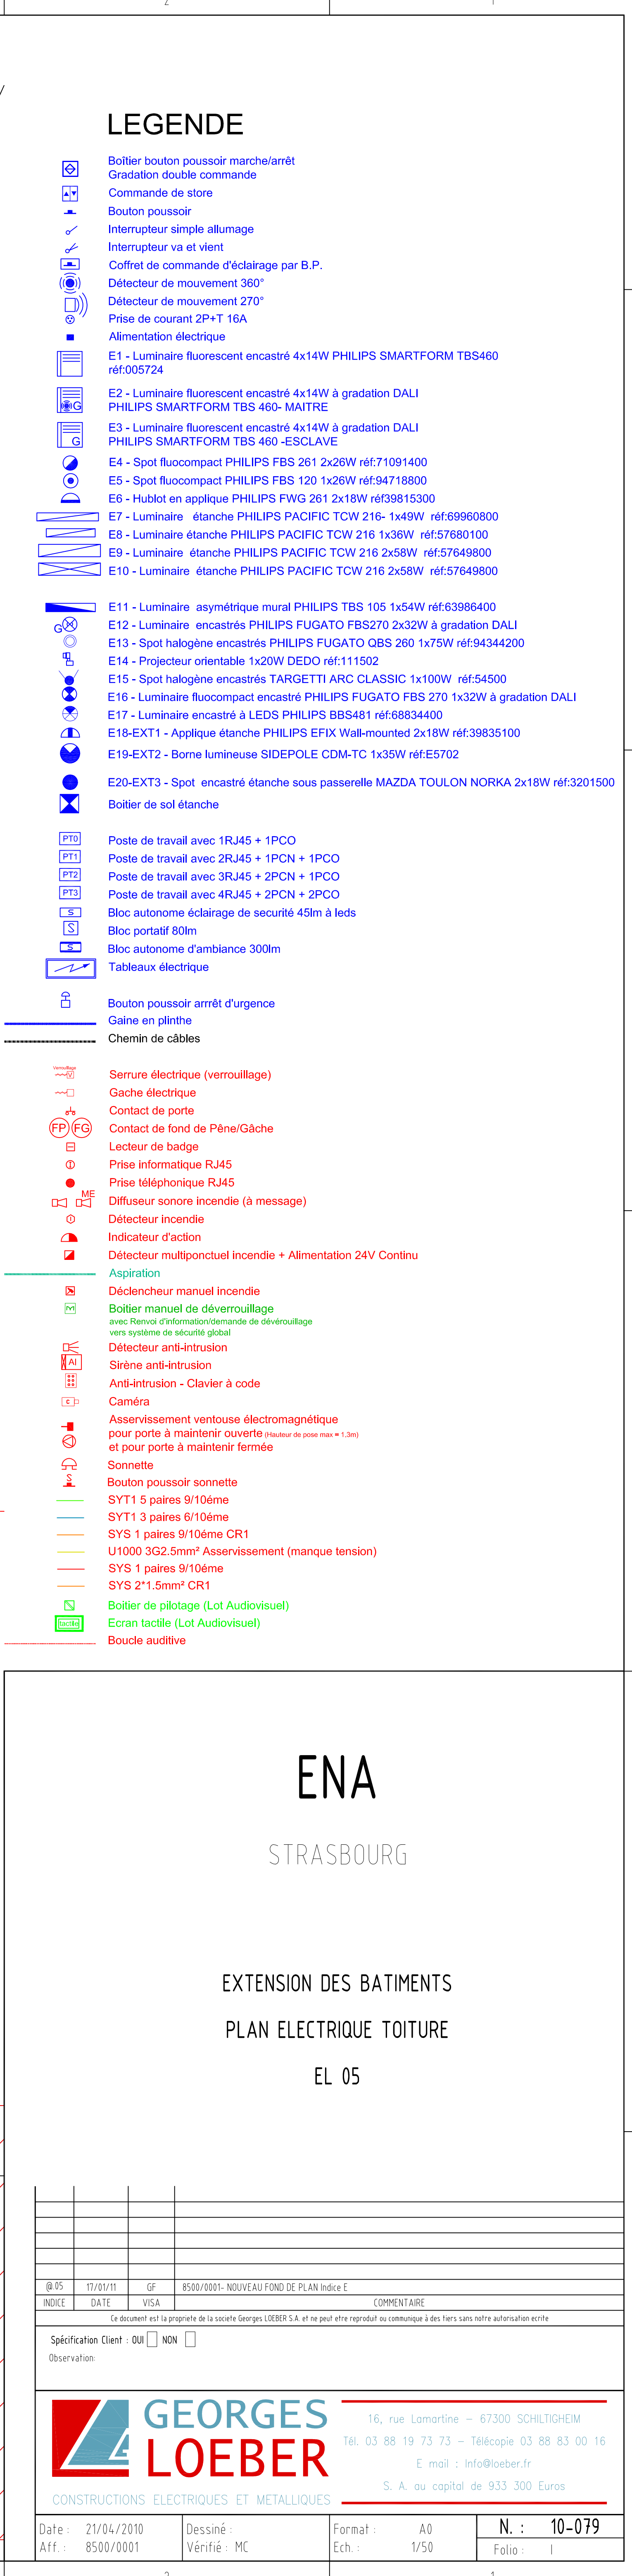 2
1
LEGENDE
Boîtier bouton poussoir marche/arrêt
Gradation double commande
Commande de store
Bouton poussoir
Interrupteur simple allumage
Interrupteur va et vient
Coffret de commande d'éclairage par B.P.
Détecteur de mouvement 360°
Détecteur de mouvement 270°
Prise de courant 2P+T 16A
Alimentation électrique
E1 - Luminaire fluorescent encastré 4x14W PHILIPS SMARTFORM TBS460
réf:005724
E2 - Luminaire fluorescent encastré 4x14W à gradation DALI
G PHILIPS SMARTFORM TBS 460- MAITRE
E3 - Luminaire fluorescent encastré 4x14W à gradation DALI
G PHILIPS SMARTFORM TBS 460 -ESCLAVE
E4 - Spot fluocompact PHILIPS FBS 261 2x26W réf:71091400
E5 - Spot fluocompact PHILIPS FBS 120 1x26W réf:94718800
E6 - Hublot en applique PHILIPS FWG 261 2x18W réf39815300
E7 - Luminaire étanche PHILIPS PACIFIC TCW 216- 1x49W réf:69960800
E8 - Luminaire étanche PHILIPS PACIFIC TCW 216 1x36W réf:57680100
E9 - Luminaire étanche PHILIPS PACIFIC TCW 216 2x58W réf:57649800
E10 - Luminaire étanche PHILIPS PACIFIC TCW 216 2x58W réf:57649800
E11 - Luminaire asymétrique mural PHILIPS TBS 105 1x54W réf:63986400
G E12 - Luminaire encastrés PHILIPS FUGATO FBS270 2x32W à gradation DALI
E13 - Spot halogène encastrés PHILIPS FUGATO QBS 260 1x75W réf:94344200
E14 - Projecteur orientable 1x20W DEDO réf:111502
E15 - Spot halogène encastrés TARGETTI ARC CLASSIC 1x100W réf:54500
E16 - Luminaire fluocompact encastré PHILIPS FUGATO FBS 270 1x32W à gradation DALI
E17 - Luminaire encastré à LEDS PHILIPS BBS481 réf:68834400
E18-EXT1 - Applique étanche PHILIPS EFIX Wall-mounted 2x18W réf:39835100
E19-EXT2 - Borne lumineuse SIDEPOLE CDM-TC 1x35W réf:E5702
E20-EXT3 - Spot encastré étanche sous passerelle MAZDA TOULON NORKA 2x18W réf:3201500
Boitier de sol étanche
PT0 Poste de travail avec 1RJ45 + 1PCO
PT1 Poste de travail avec 2RJ45 + 1PCN + 1PCO
PT2 Poste de travail avec 3RJ45 + 2PCN + 1PCO
PT3 Poste de travail avec 4RJ45 + 2PCN + 2PCO
S Bloc autonome éclairage de securité 45lm à leds
S Bloc portatif 80lm
S Bloc autonome d'ambiance 300lm
Tableaux électrique
Bouton poussoir arrrêt d'urgence
Gaine en plinthe
Chemin de câbles
Verrouillage
V Serrure électrique (verrouillage)
Gache électrique
Contact de porte
FP FG Contact de fond de Pêne/Gâche
Lecteur de badge
Prise informatique RJ45
Prise téléphonique RJ45
ME
Diffuseur sonore incendie (à message)
Détecteur incendie
Indicateur d'action
Détecteur multiponctuel incendie + Alimentation 24V Continu
Aspiration
Déclencheur manuel incendie
Boitier manuel de déverrouillage
avec Renvoi d'information/demande de dévérouillage
vers système de sécurité global
Détecteur anti-intrusion
AI Sirène anti-intrusion
Anti-intrusion - Clavier à code
C Caméra
Asservissement ventouse électromagnétique
pour porte à maintenir ouverte (Hauteur de pose max = 1.3m)
et pour porte à maintenir fermée
Sonnette
S Bouton poussoir sonnette
SYT1 5 paires 9/10éme
SYT1 3 paires 6/10éme
SYS 1 paires 9/10éme CR1
U1000 3G2.5mm² Asservissement (manque tension)
SYS 1 paires 9/10éme
SYS 2*1.5mm² CR1
Boitier de pilotage (Lot Audiovisuel)
tactile Ecran tactile (Lot Audiovisuel)
Boucle auditive
ENA
STRASBOURG
EXTENSION DES BATIMENTS
PLAN ELECTRIQUE TOITURE
EL 05
@.05 17/01/11 GF 8500/0001- NOUVEAU FOND DE PLAN Indice E
INDICE DATE VISA COMMENTAIRE
Ce document est la propriete de la societe Georges LOEBER S.A. et ne peut etre reproduit ou communique à des tiers sans notre autorisation ecrite
Spécification Client : OUI NON
Observation:
GEORGES
LOEBER
CONSTRUCTIONS ELECTRIQUES ET METALLIQUES
16, rue Lamartine - 67300 SCHILTIGHEIM
Tél. 03 88 19 73 73 - Télécopie 03 88 83 00 16
E mail : Info@loeber.fr
S. A. au capital de 933 300 Euros
Date : 21/04/2010 Dessiné : Format : A0 N. : 10-079
Aff. : 8500/0001 Vérifié : MC Ech. : 1/50 Folio : 1
2
1